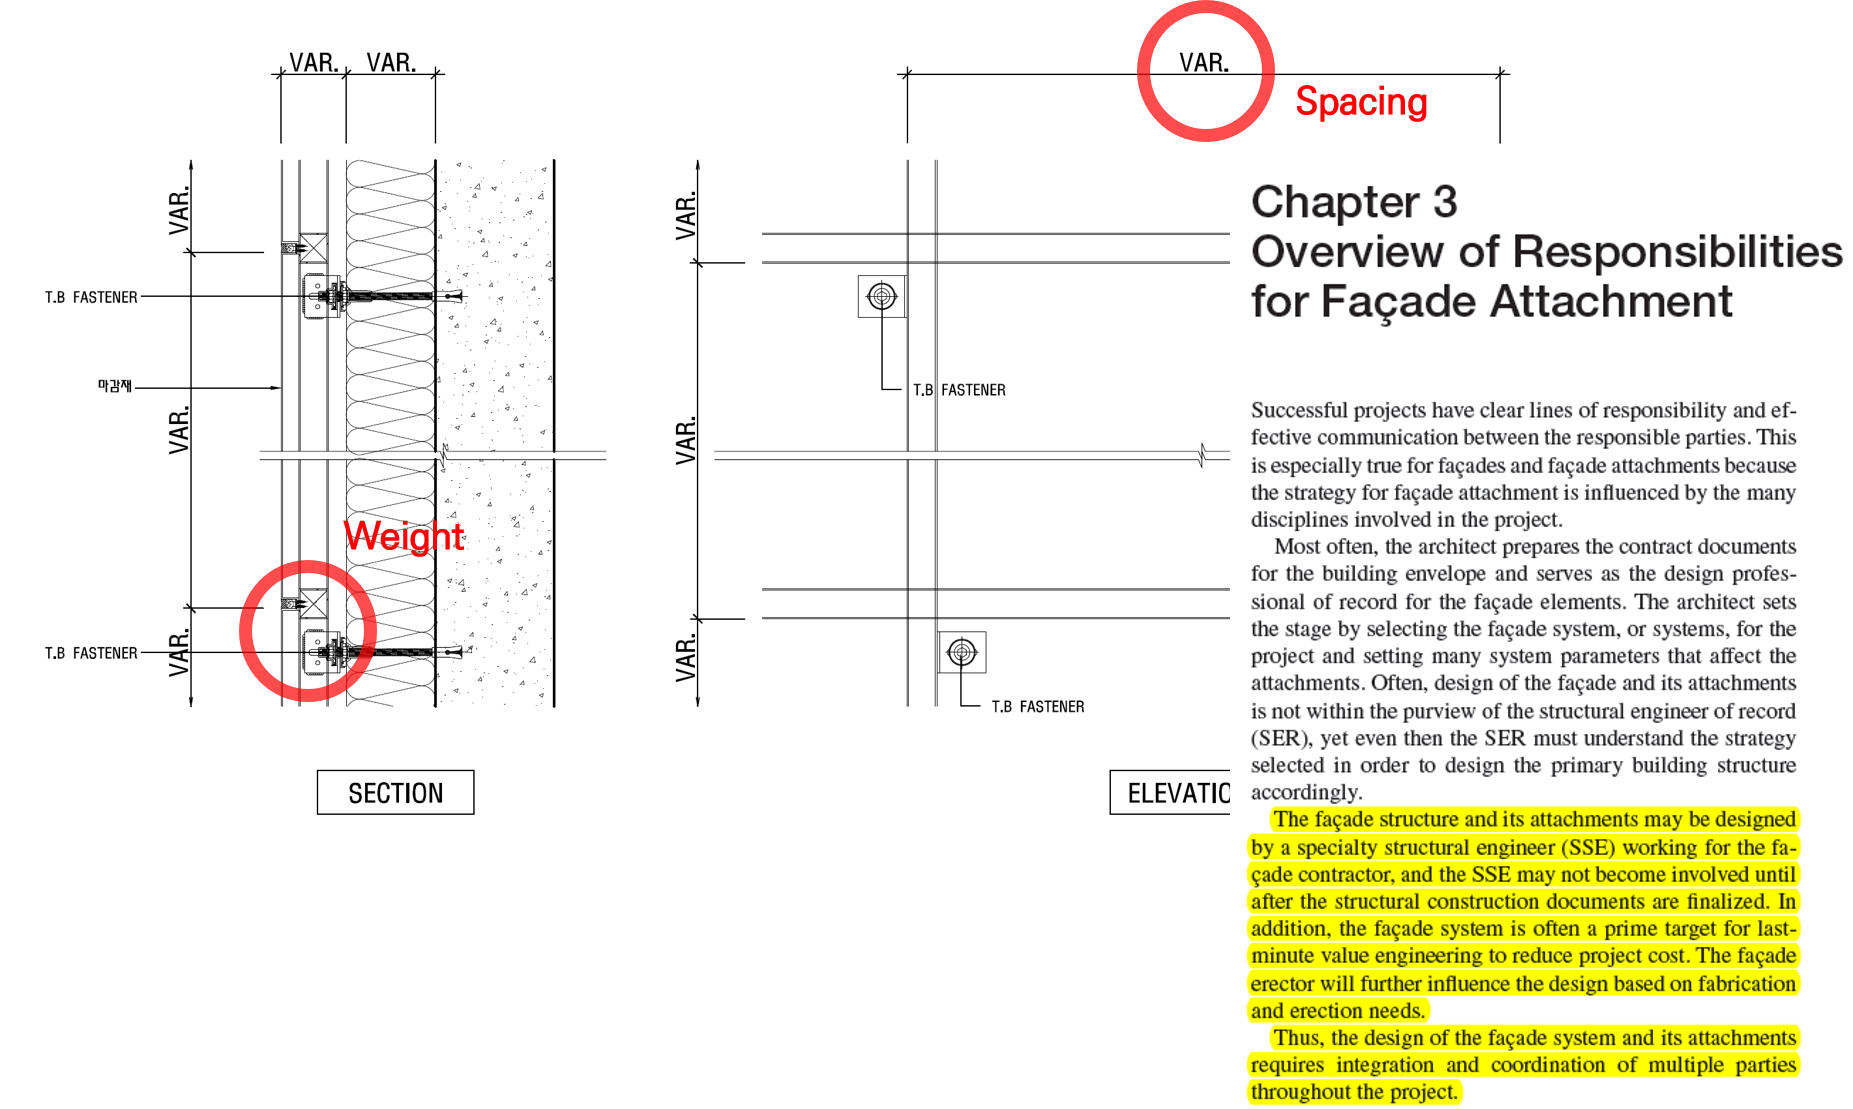 VAR.
VAR.
VAR.
T.B FASTENER
마감재
VAR.
Weight
T.B FASTENER
VAR.
SECTION
VAR.
Spacing
VAR.
T.B FASTENER
VAR.
VAR.
T.B FASTENER
ELEVATIO
Chapter 3
Overview of Responsibilities
for Façade Attachment
Successful projects have clear lines of responsibility and ef-
fective communication between the responsible parties. This
is especially true for façades and façade attachments because
the strategy for façade attachment is influenced by the many
disciplines involved in the project.
Most often, the architect prepares the contract documents
for the building envelope and serves as the design profes-
sional of record for the façade elements. The architect sets
the stage by selecting the façade system, or systems, for the
project and setting many system parameters that affect the
attachments. Often, design of the façade and its attachments
is not within the purview of the structural engineer of record
(SER), yet even then the SER must understand the strategy
selected in order to design the primary building structure
accordingly.
The façade structure and its attachments may be designed
by a specialty structural engineer (SSE) working for the fa-
çade contractor, and the SSE may not become involved until
after the structural construction documents are finalized. In
addition, the façade system is often a prime target for last-
minute value engineering to reduce project cost. The façade
erector will further influence the design based on fabrication
and erection needs.
Thus, the design of the façade system and its attachments
requires integration and coordination of multiple parties
throughout the project.